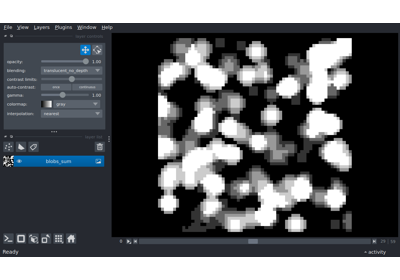 File View Layers Plugins Window Help
opacity: 1.00
blending: translucent_no_depth
contrast limits:
auto-contrast: once continuous
gamma: 1.00
colormap: gray
interpolation: nearest
blobs_sum
Ready
activity